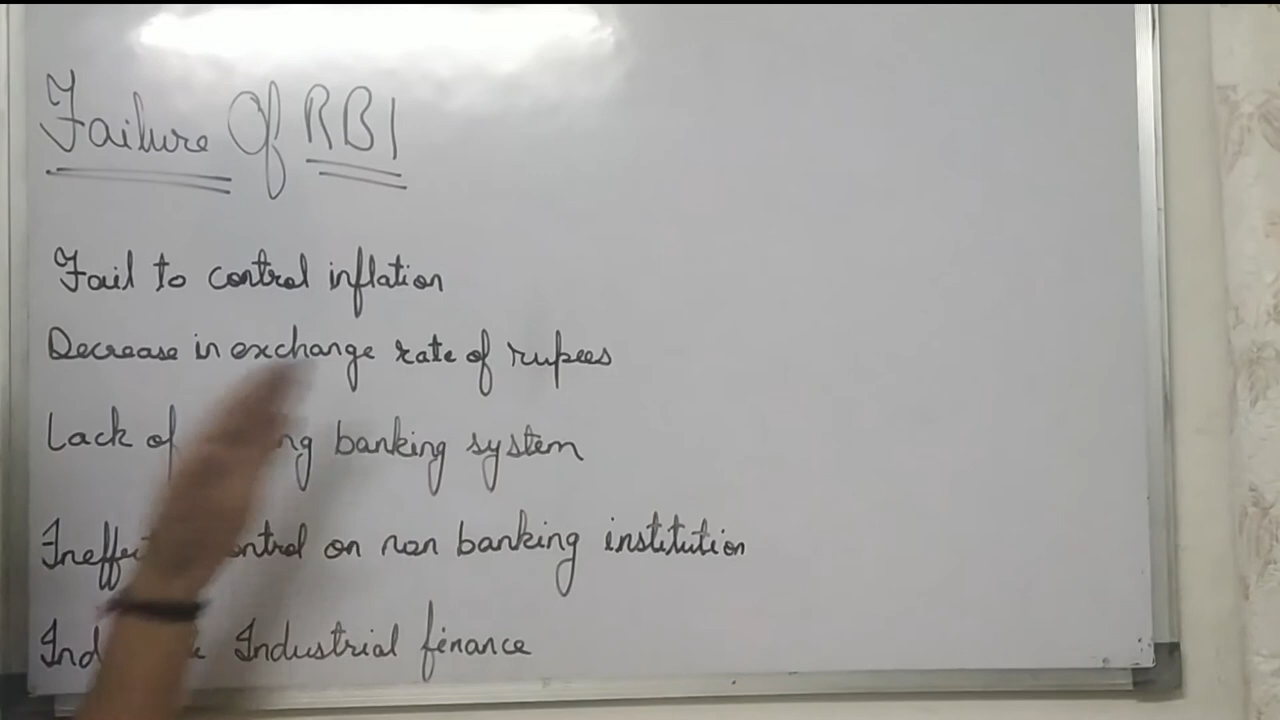 Failure Of RBI
Fail to control inflation
Decrease in exchange rate of rupees
Lack of banking system
control on non banking institution
Industrial finance